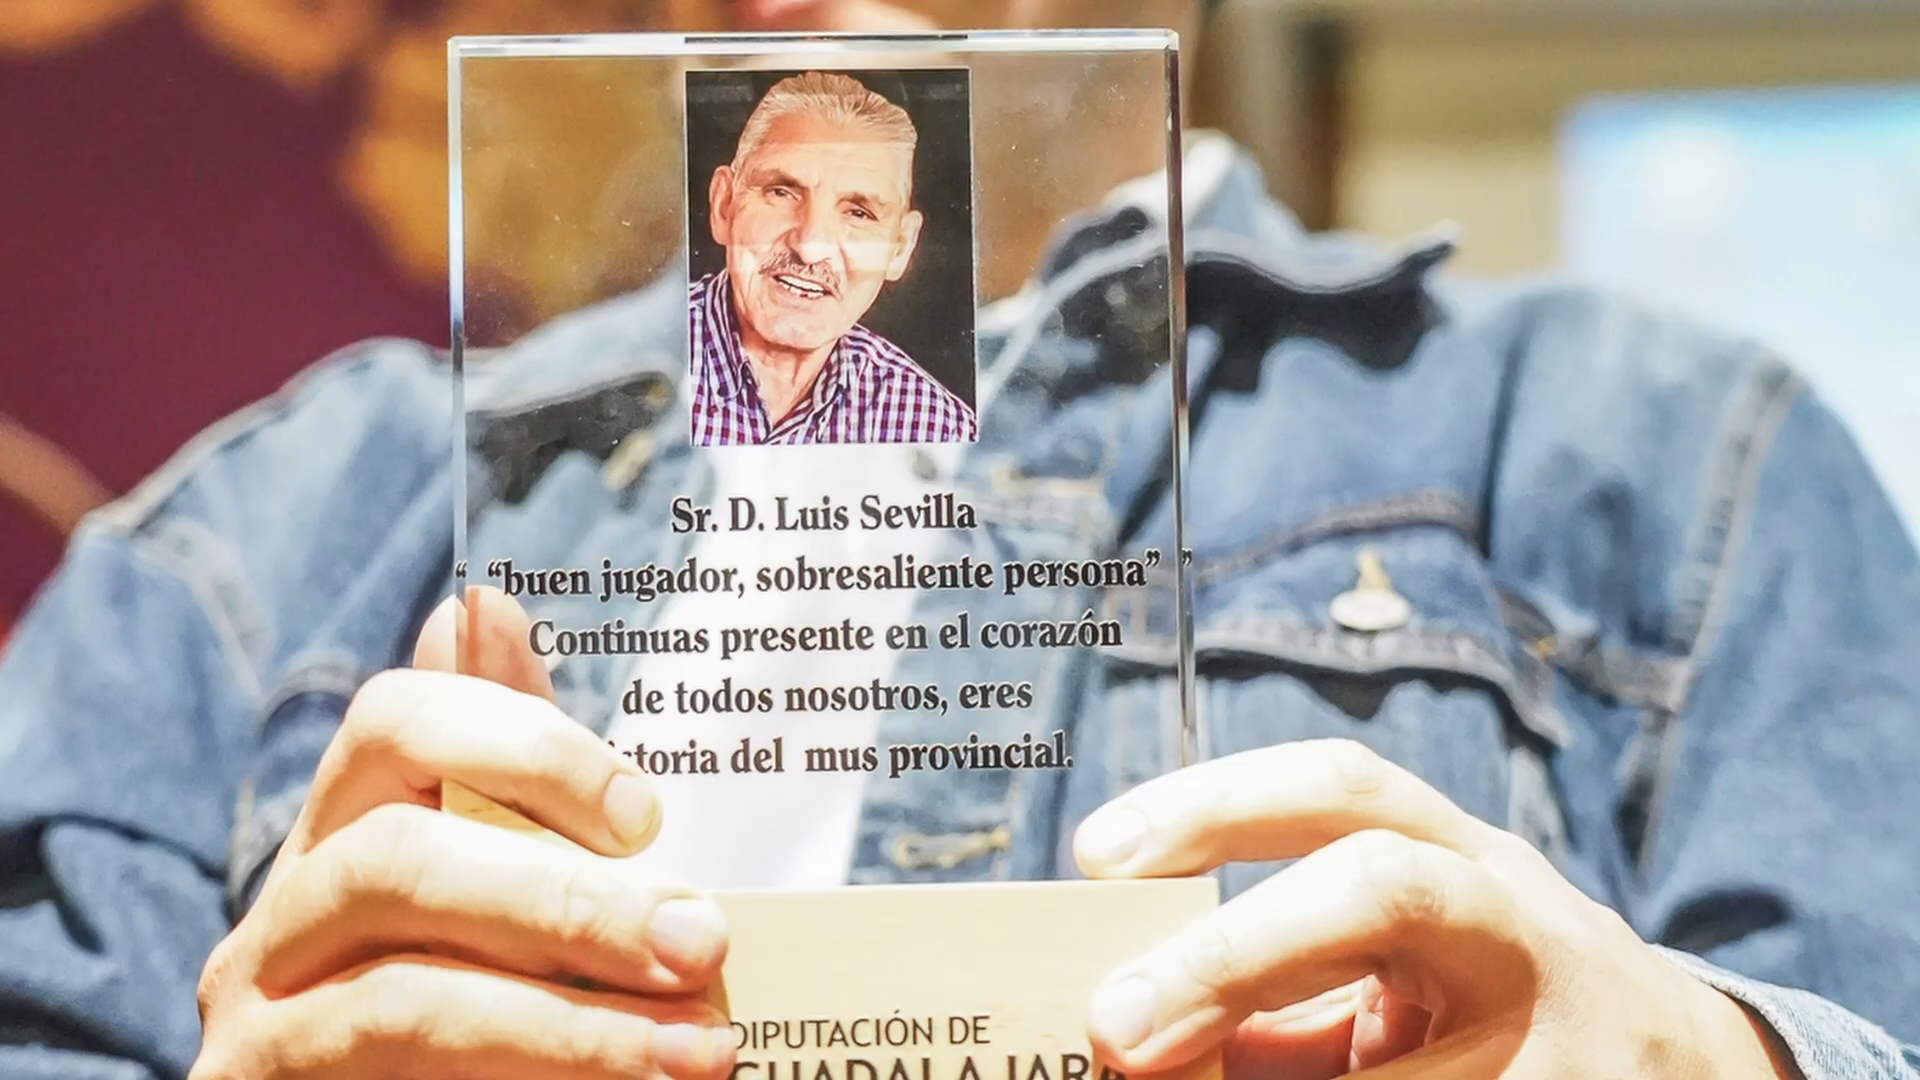 Sr. D. Luis Sevilla
“buen jugador, sobresaliente persona”
Continuas presente en el corazón
de todos nosotros, eres
storia del mus provincial.
DIPUTACIÓN DE
GUADALAJARA